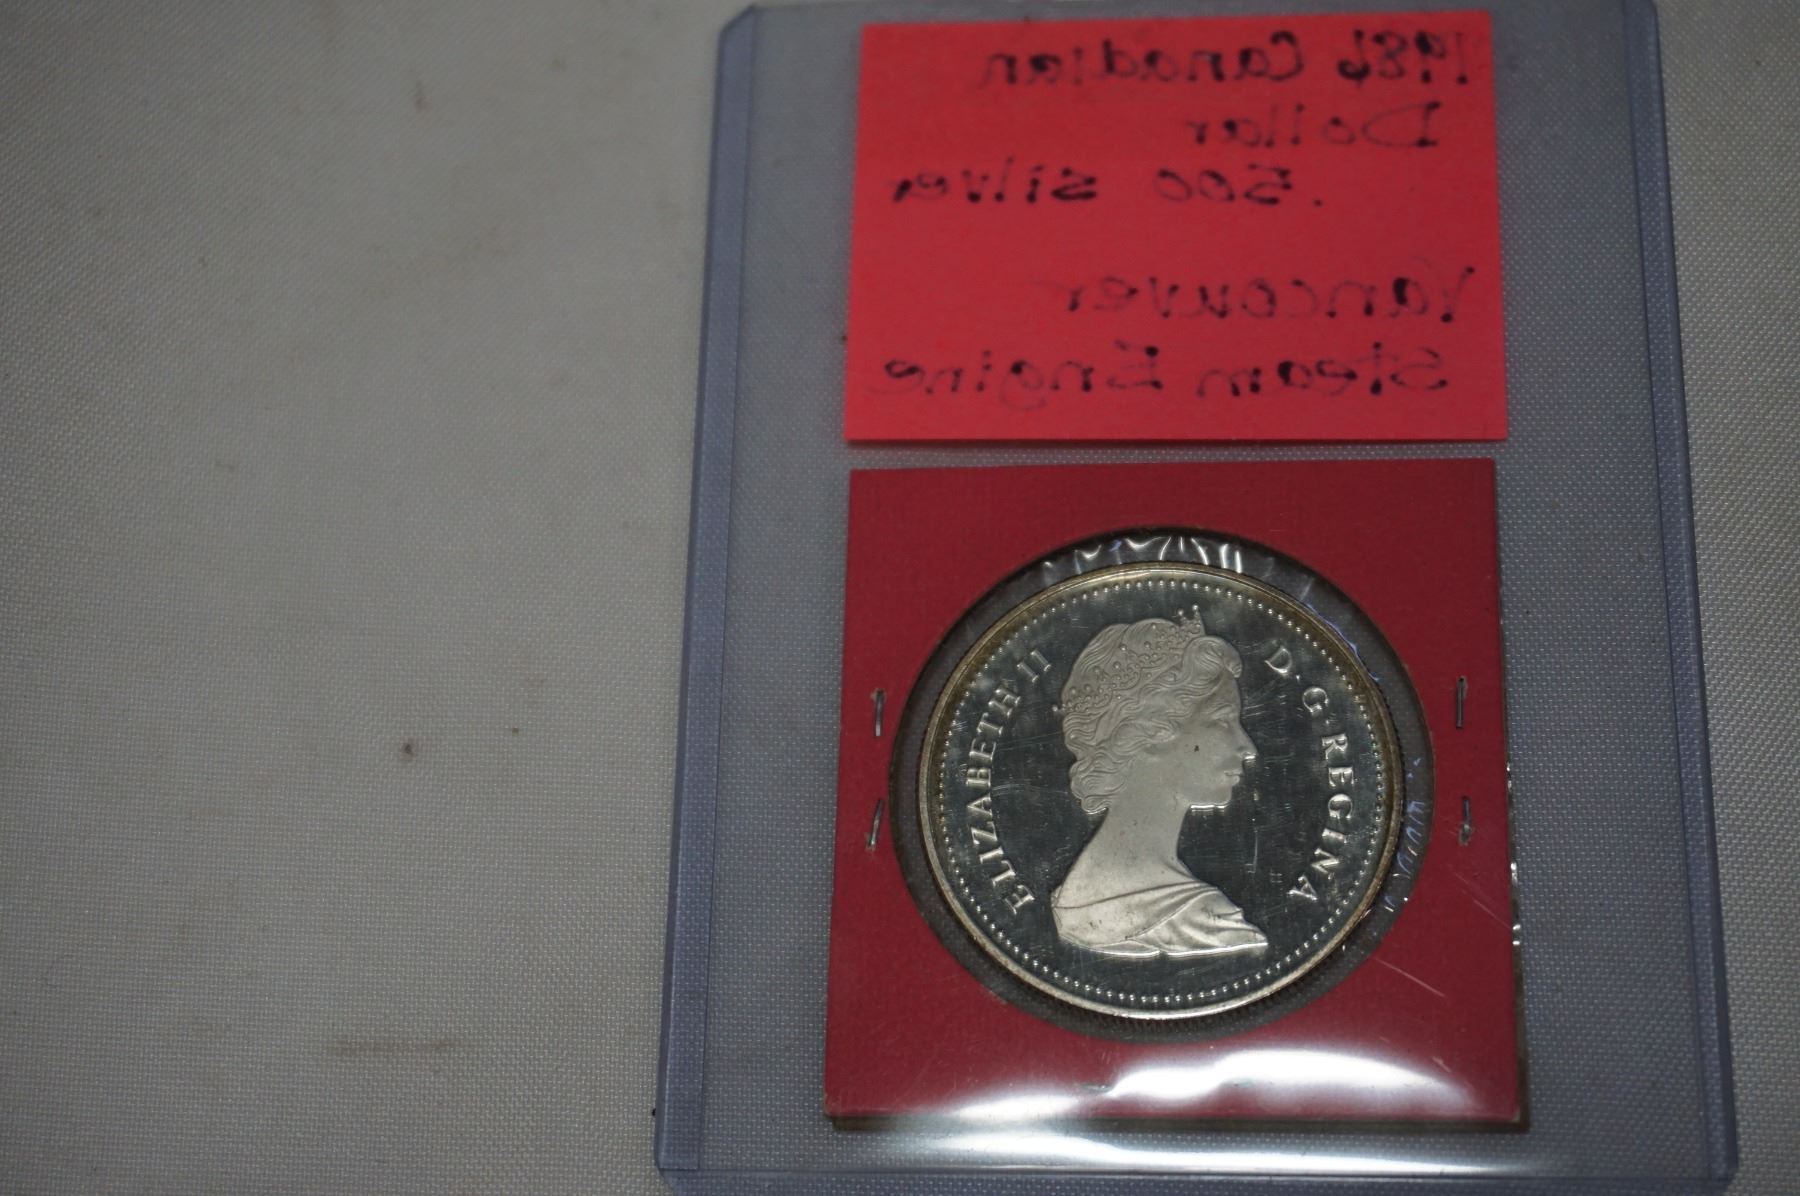 1986 Canadian
Dollar
.500 silver
Vancouver
Steam Engine
ELIZABETH II
D·G·REGINA